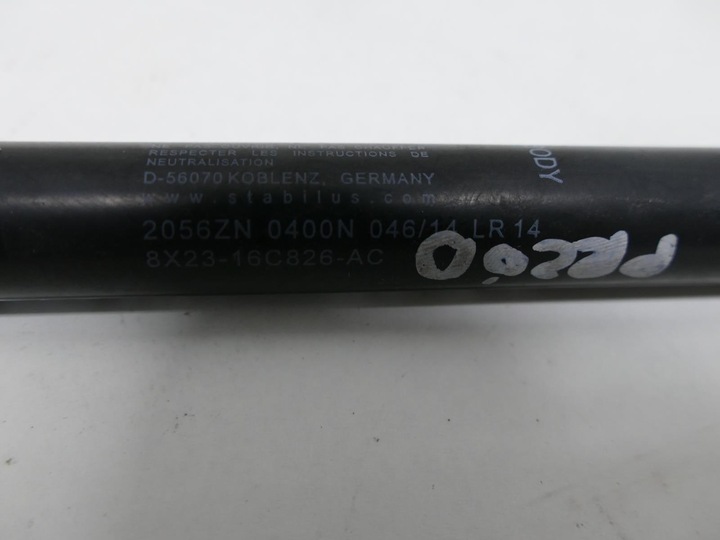 RESPECTER LES INSTRUCTIONS DE
NEUTRALISATION
D-56070 KOBLENZ, GERMANY
www.stabilus.com
2056ZN 0400N 046/14 LR 14
8X23-16C826-AC
ODY